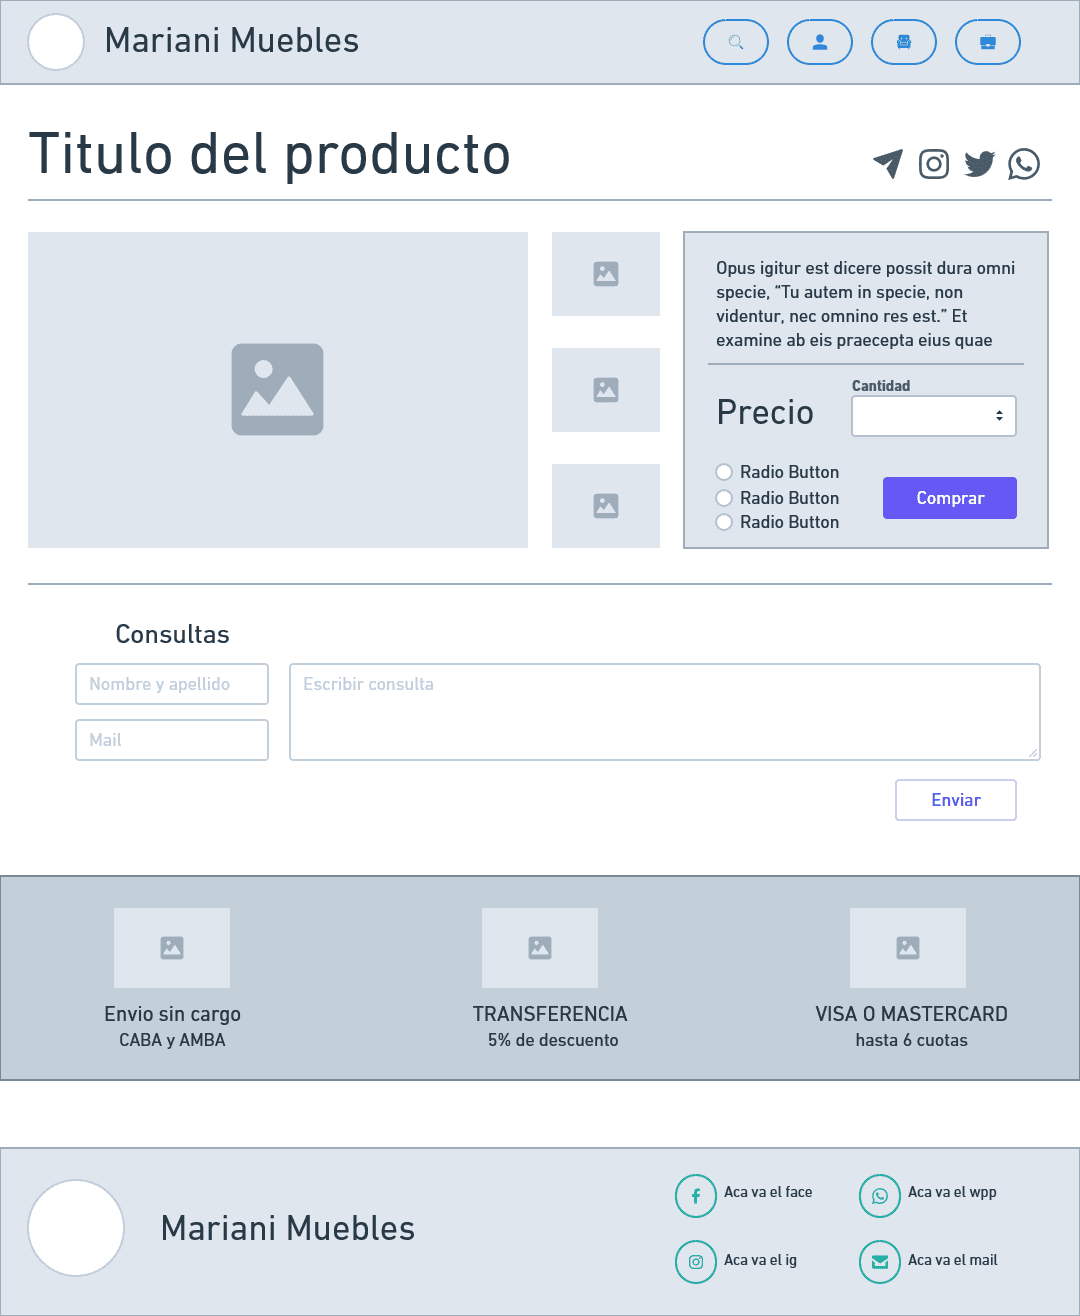 Mariani Muebles
Titulo del producto
Opus igitur est dicere possit dura omni
specie, “Tu autem in specie, non
videntur, nec omnino res est.” Et
examine ab eis praecepta eius quae
Cantidad
Precio
Radio Button
Radio Button
Radio Button
Comprar
Consultas
Nombre y apellido
Mail
Escribir consulta
Enviar
Envio sin cargo
CABA y AMBA
TRANSFERENCIA
5% de descuento
VISA O MASTERCARD
hasta 6 cuotas
Mariani Muebles
Aca va el face
Aca va el wpp
Aca va el ig
Aca va el mail